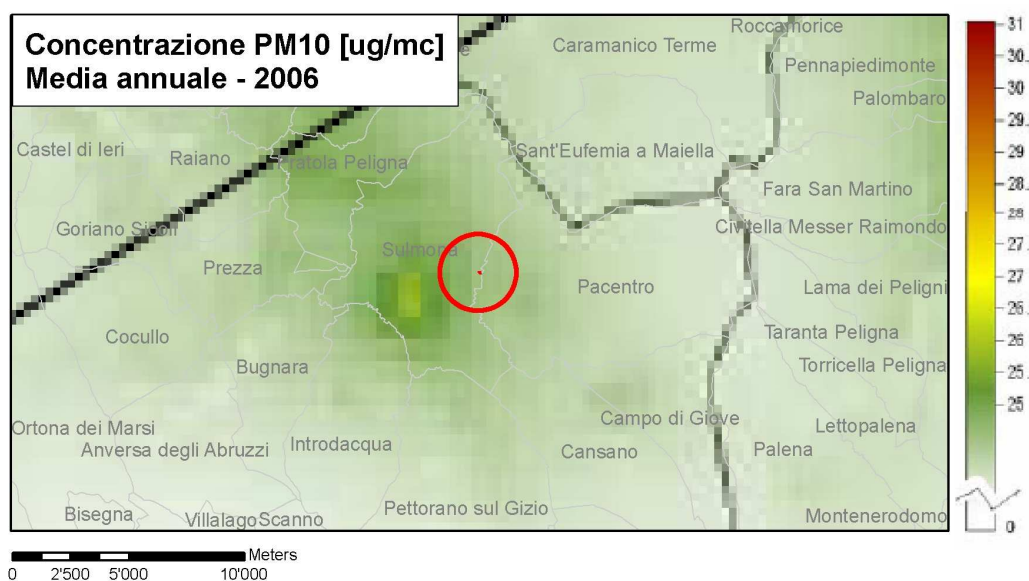 Concentrazione PM10 [ug/mc]
Media annuale - 2006
Roccamorice
Caramanico Terme
Pennapiedimonte
Palombaro
Castel di Ieri
Raiano
Pratola Peligna
Sant'Eufemia a Maiella
Fara San Martino
Goriano Sicoli
Civitella Messer Raimondo
Sulmona
Prezza
Pacentro
Lama dei Peligni
Cocullo
Taranta Peligna
Bugnara
Torricella Peligna
Campo di Giove
Ortona dei Marsi
Lettopalena
Anversa degli Abruzzi
Introdacqua
Cansano
Palena
Bisegna
Villalago
Scanno
Pettorano sul Gizio
Montenerodomo
31
30.
30.
29.
29.
28.
28.
27.
27
26.
26
25.
25
0
Meters
0 2'500 5'000 10'000